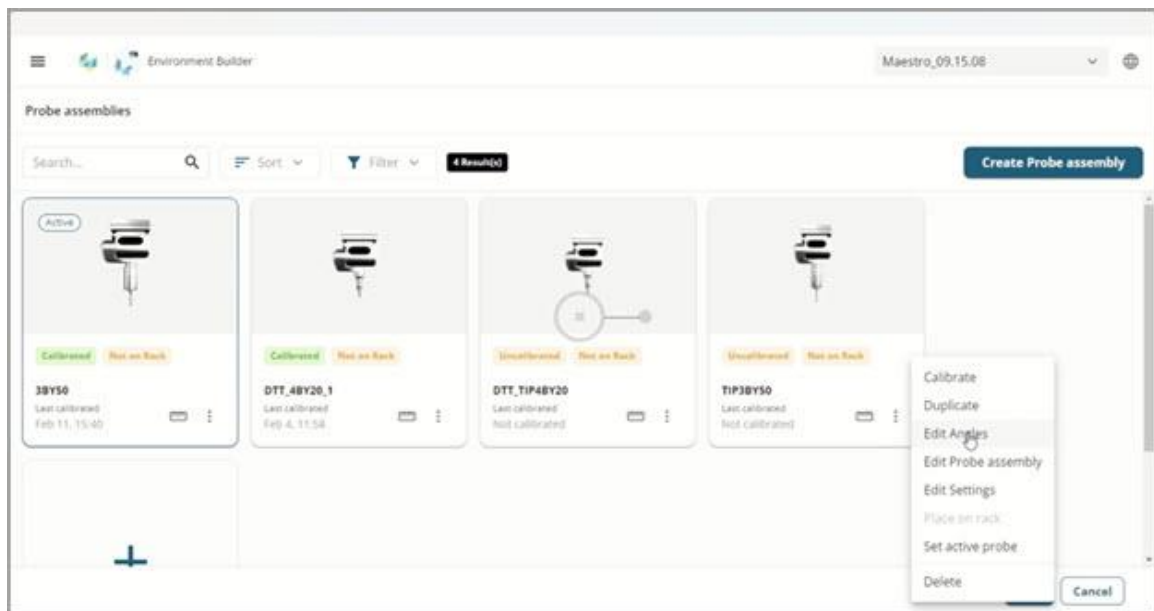 Environment Builder
Maestro_09.15.08
Probe assemblies
Search...
Sort
Filter
4 Result(s)
Create Probe assembly
Active
Calibrated Not on Rack
3BY50
Last calibrated
Feb 11, 15:40
Calibrated Not on Rack
DTT_4BY20_1
Last calibrated
Feb 4, 11:58
Uncalibrated Not on Rack
DTT_TIP4BY20
Last calibrated
Not calibrated
Uncalibrated Not on Rack
TIP3BY50
Last calibrated
Not calibrated
Calibrate
Duplicate
Edit Angles
Edit Probe assembly
Edit Settings
Place on rack
Set active probe
Delete
Cancel